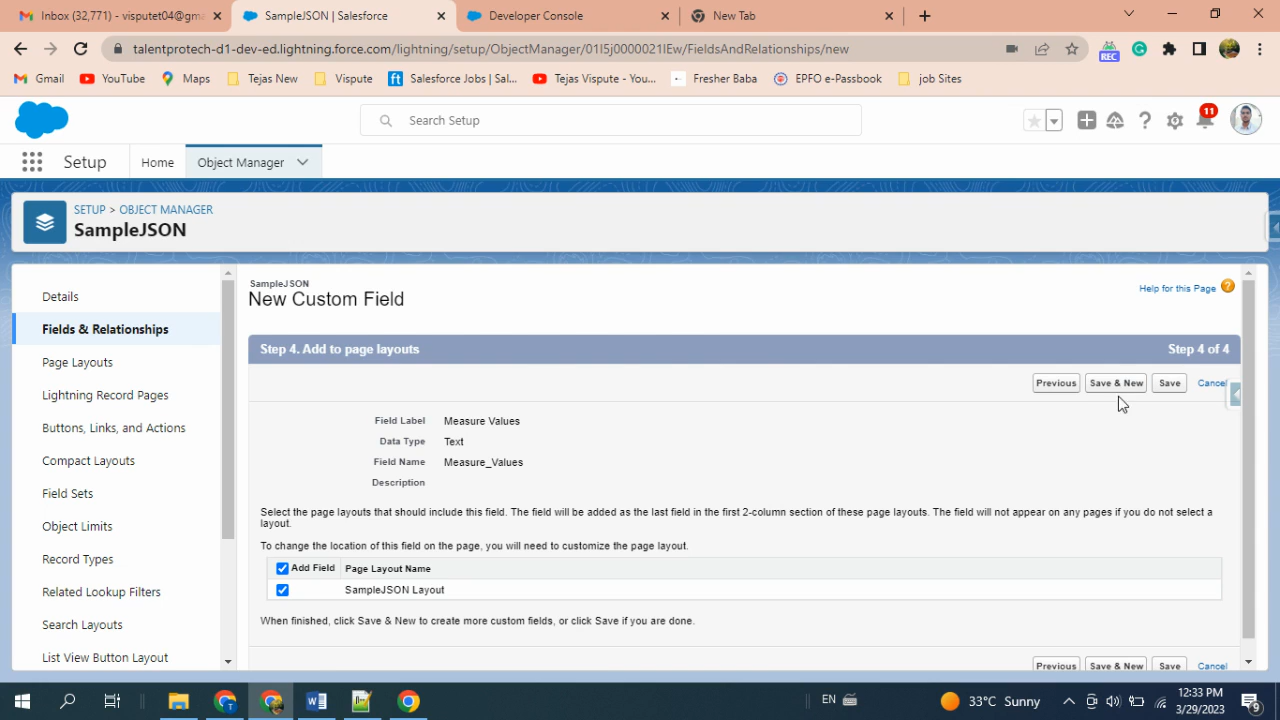 Inbox (32,771) - visputet04@gma
SampleJSON | Salesforce
Developer Console
New Tab
talentprotech-d1-dev-ed.lightning.force.com/lightning/setup/ObjectManager/01I5j0000021IEw/FieldsAndRelationships/new
REC
Gmail
YouTube
Maps
Tejas New
Vispute
Salesforce Jobs | Sal...
Tejas Vispute - You...
Fresher Baba
EPFO e-Passbook
job Sites
Search Setup
11
Setup
Home
Object Manager
SETUP > OBJECT MANAGER
SampleJSON
Details
Fields & Relationships
Page Layouts
Lightning Record Pages
Buttons, Links, and Actions
Compact Layouts
Field Sets
Object Limits
Record Types
Related Lookup Filters
Search Layouts
List View Button Layout
SampleJSON
New Custom Field
Help for this Page
Step 4. Add to page layouts
Step 4 of 4
Previous
Save & New
Save
Cancel
Field Label Measure Values
Data Type Text
Field Name Measure_Values
Description
Select the page layouts that should include this field. The field will be added as the last field in the first 2-column section of these page layouts. The field will not appear on any pages if you do not select a
layout.
To change the location of this field on the page, you will need to customize the page layout.
Add Field Page Layout Name
SampleJSON Layout
When finished, click Save & New to create more custom fields, or click Save if you are done.
Previous
Save & New
Save
Cancel
EN
33°C Sunny
12:33 PM
3/29/2023
9